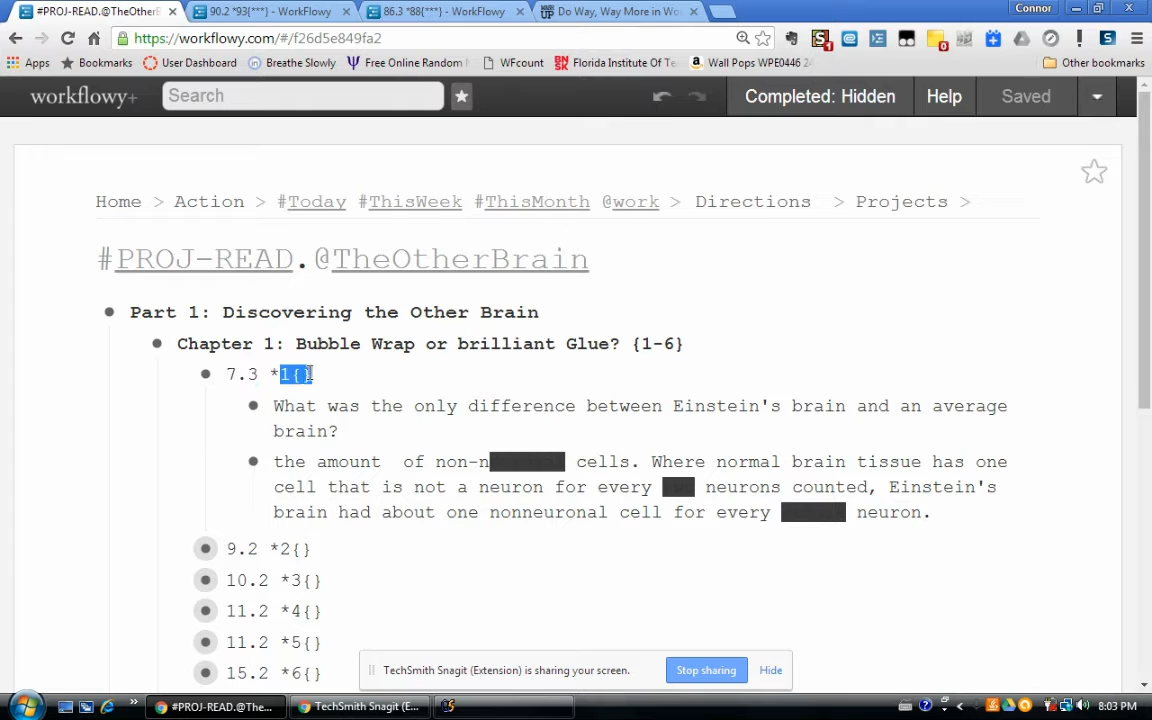 #PROJ-READ.@TheOtherB
90.2 *93{***} - WorkFlowy
86.3 *88{***} - WorkFlowy
Do Way, Way More in Wo
Connor
https://workflowy.com/#/f26d5e849fa2
Apps
Bookmarks
User Dashboard
Breathe Slowly
Free Online Random
WFcount
Florida Institute Of Te
Wall Pops WPE0446 24
Other bookmarks
workflowy+
Search
Completed: Hidden
Help
Saved
Home > Action > #Today #ThisWeek #ThisMonth @work > Directions > Projects >
#PROJ-READ.@TheOtherBrain
Part 1: Discovering the Other Brain
Chapter 1: Bubble Wrap or brilliant Glue? {1-6}
7.3 *1{}
What was the only difference between Einstein's brain and an average
brain?
the amount of non-n cells. Where normal brain tissue has one
cell that is not a neuron for every neurons counted, Einstein's
brain had about one nonneuronal cell for every neuron.
9.2 *2{}
10.2 *3{}
11.2 *4{}
11.2 *5{}
15.2 *6{}
TechSmith Snagit (Extension) is sharing your screen.
Stop sharing
Hide
#PROJ-READ.@The...
TechSmith Snagit (E...
8:03 PM